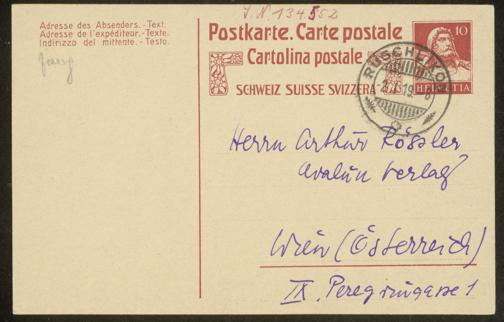 J. N. 134552
Adresse des Absenders. - Text.
Adresse de l'expéditeur. - Texte.
Indirizzo del mittente. - Testo.
Postkarte. Carte postale
Cartolina postale
SCHWEIZ SUISSE SVIZZERA
10
HELVETIA
RÜSCHLIKON
Herrn Arthur Rössler
Avalun Verlag
Wien (Österreich)
IX. Peregringasse 1